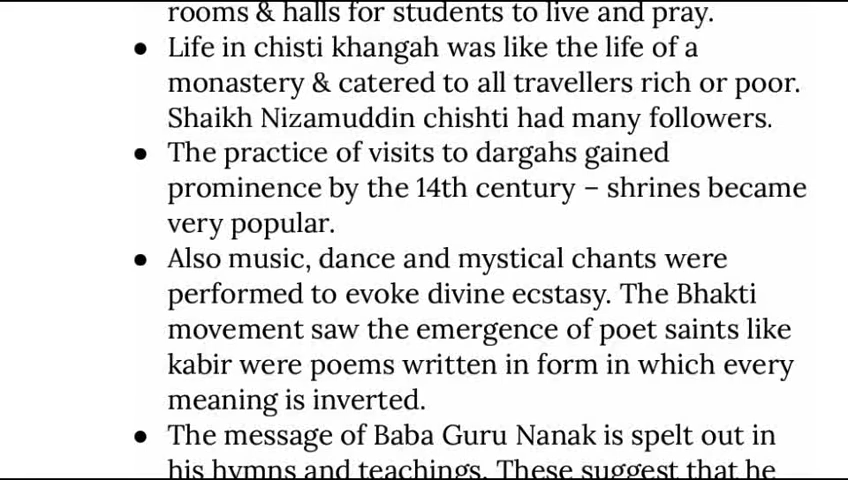 rooms & halls for students to live and pray.
● Life in chisti khangah was like the life of a
monastery & catered to all travellers rich or poor.
Shaikh Nizamuddin chishti had many followers.
● The practice of visits to dargahs gained
prominence by the 14th century – shrines became
very popular.
● Also music, dance and mystical chants were
performed to evoke divine ecstasy. The Bhakti
movement saw the emergence of poet saints like
kabir were poems written in form in which every
meaning is inverted.
● The message of Baba Guru Nanak is spelt out in
his hymns and teachings. These suggest that he